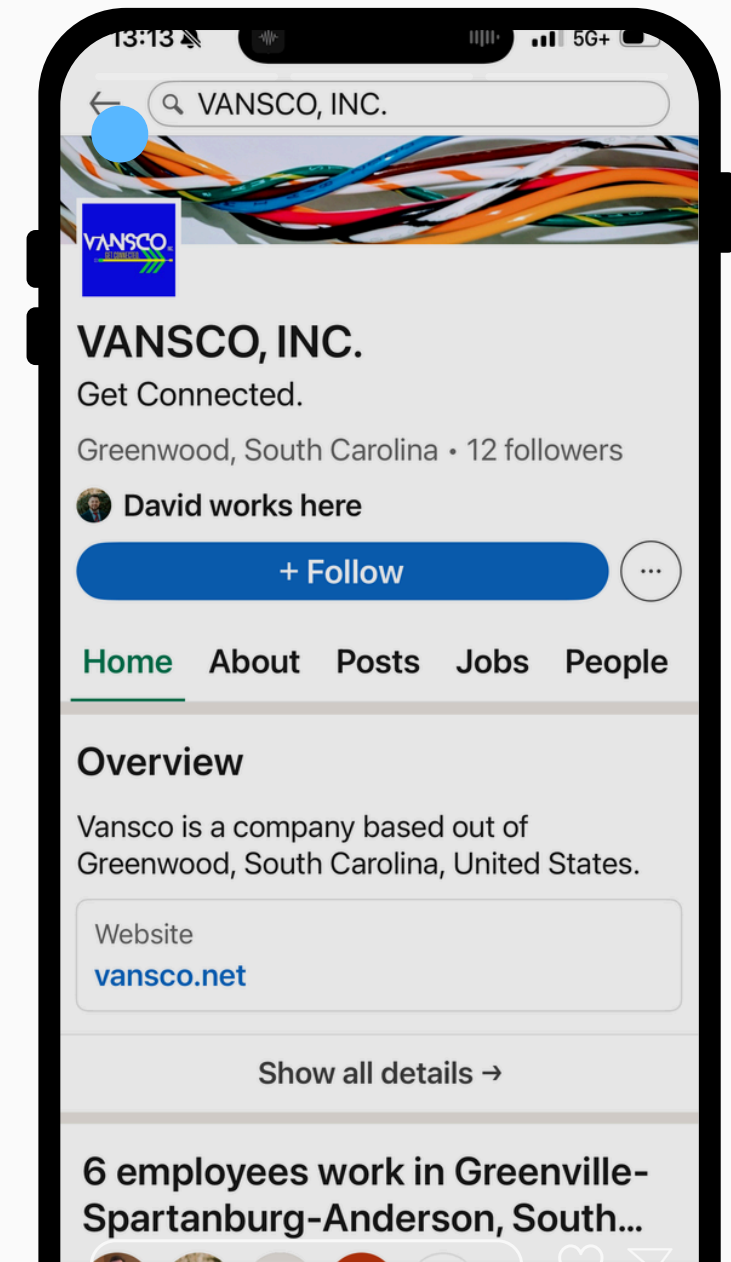 13:13
5G+
VANSCO, INC.
VANSCO
GET CONNECTED.
VANSCO, INC.
Get Connected.
Greenwood, South Carolina • 12 followers
David works here
+ Follow
Home About Posts Jobs People
Overview
Vansco is a company based out of
Greenwood, South Carolina, United States.
Website
vansco.net
Show all details →
6 employees work in Greenville-
Spartanburg-Anderson, South...